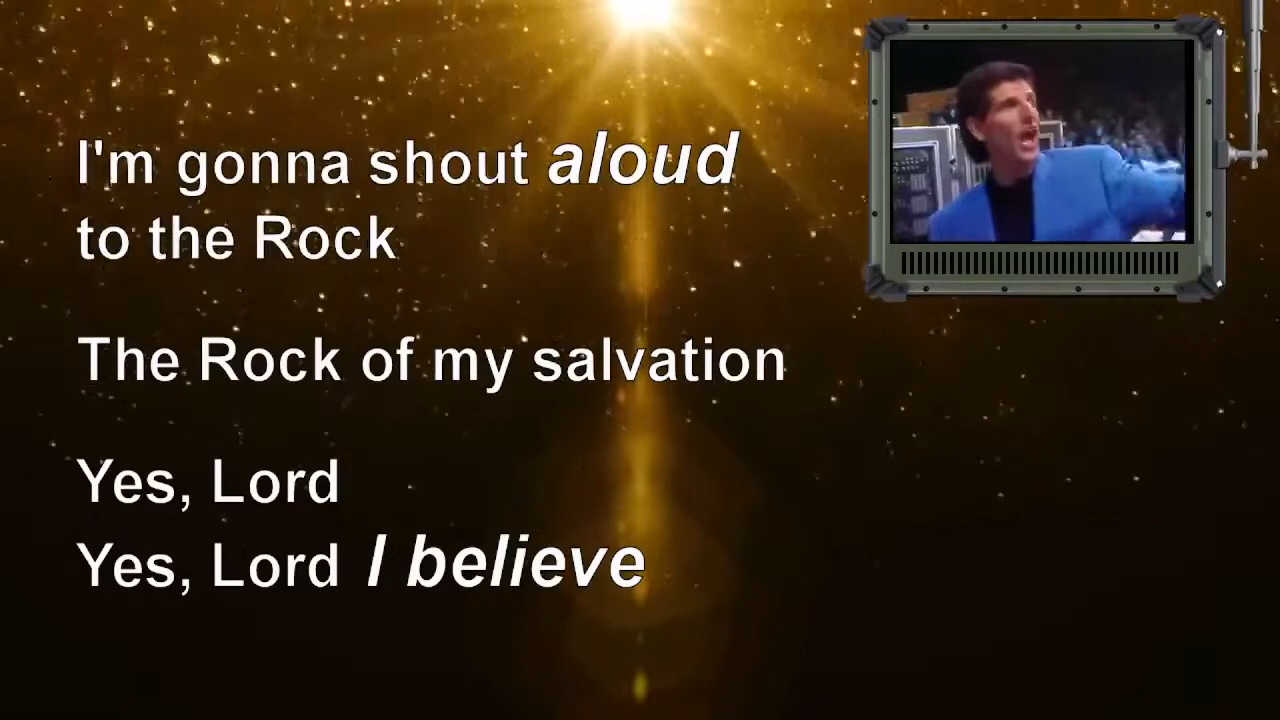 I'm gonna shout aloud
to the Rock
The Rock of my salvation
Yes, Lord
Yes, Lord I believe